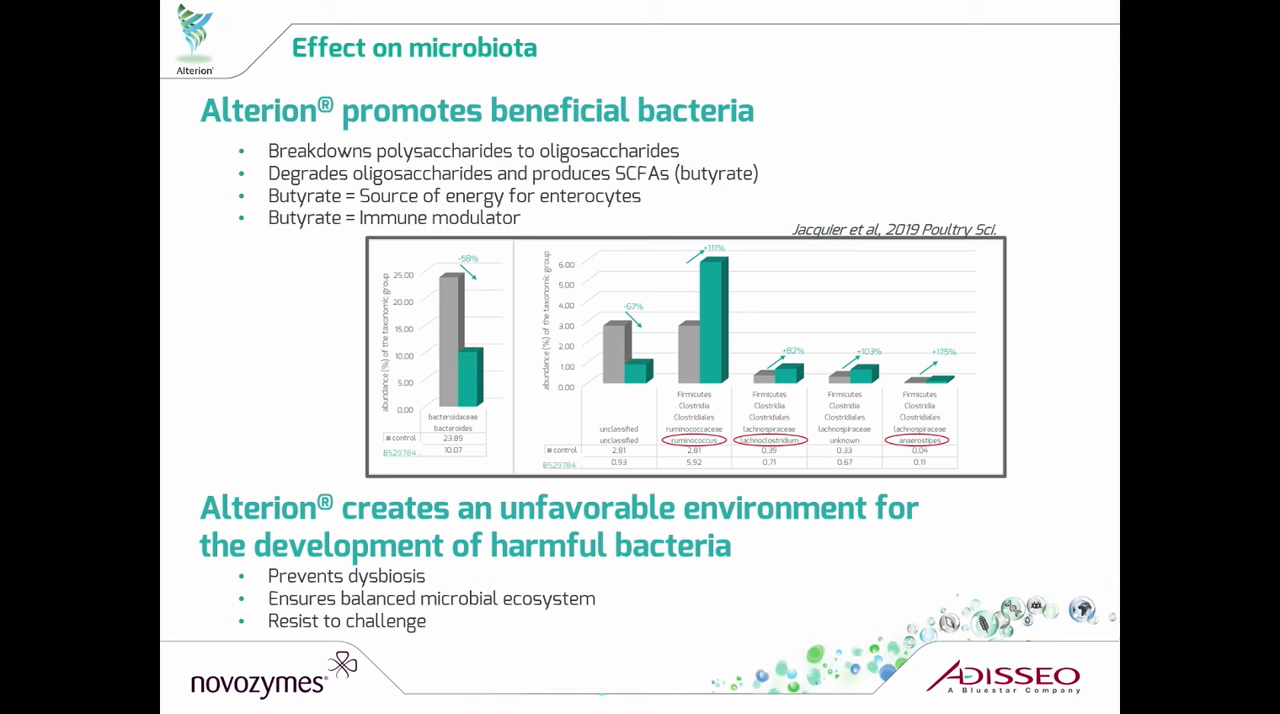 Alterion®
Effect on microbiota
Alterion® promotes beneficial bacteria
• Breakdowns polysaccharides to oligosaccharides
• Degrades oligosaccharides and produces SCFAs (butyrate)
• Butyrate = Source of energy for enterocytes
• Butyrate = Immune modulator
Jacquier et al, 2019 Poultry Sci.
abundance (%) of the taxonomic group
25.00
20.00
15.00
10.00
5.00
0.00
-58%
bacteroidaceae
bacteroides
control 23.89
BS29784 10.07
abundance (%) of the taxonomic group
6.00
5.00
4.00
3.00
2.00
1.00
0.00
-67% +111% +82% +103% +175%
Firmicutes Firmicutes Firmicutes Firmicutes
Clostridia Clostridia Clostridia Clostridia
Clostridiales Clostridiales Clostridiales Clostridiales
unclassified ruminococcaceae lachnospiraceae lachnospiraceae lachnospiraceae
unclassified ruminococcus lachnoclostridium unknown anaerostipes
control 2,81 2,81 0,39 0,33 0,04
BS29784 0,93 5,92 0,71 0,67 0,11
Alterion® creates an unfavorable environment for
the development of harmful bacteria
• Prevents dysbiosis
• Ensures balanced microbial ecosystem
• Resist to challenge
novozymes®
ADISSEO
A Bluestar Company